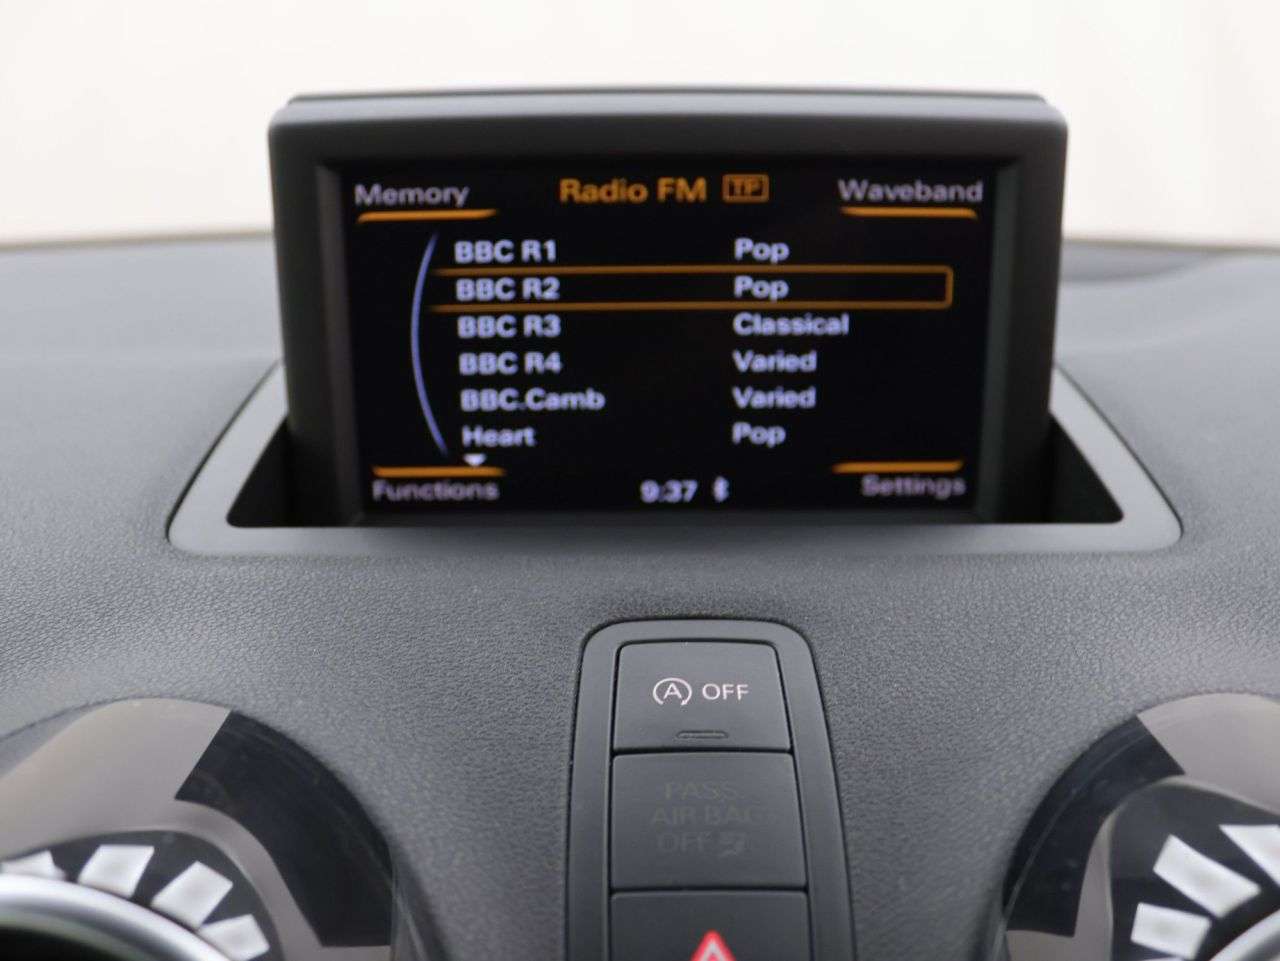 Memory Radio FM TP Waveband
BBC R1 Pop
BBC R2 Pop
BBC R3 Classical
BBC R4 Varied
BBC.Camb Varied
Heart Pop
Functions 9:37 Settings
A OFF
PASS
AIR BAG
OFF